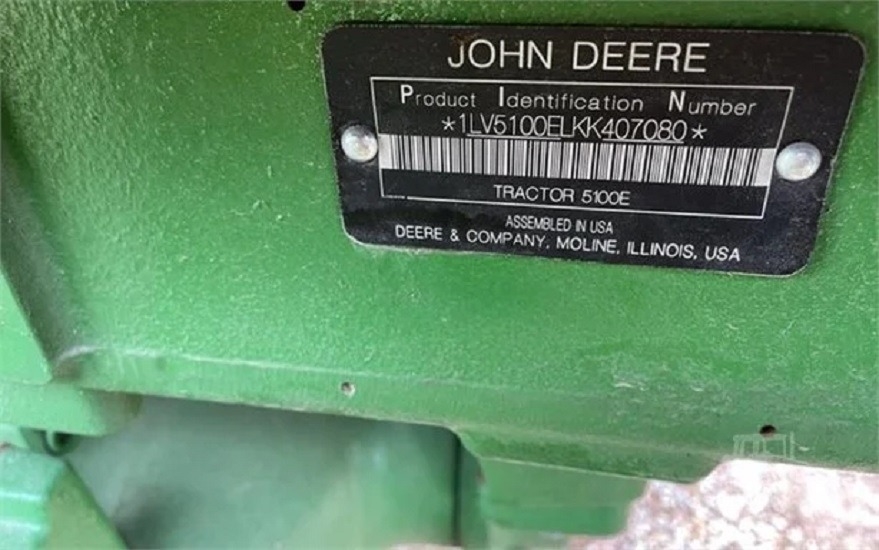 JOHN DEERE
Product Identification Number
*1LV5100ELKK407080*
TRACTOR 5100E
ASSEMBLED IN USA
DEERE & COMPANY, MOLINE, ILLINOIS, USA